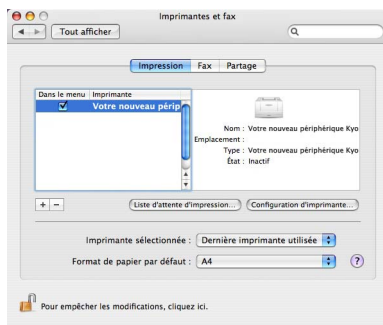 Imprimantes et fax
Tout afficher
Impression Fax Partage
Dans le menu Imprimante
Votre nouveau périp
Nom : Votre nouveau périphèrique Kyo
Emplacement :
Type : Votre nouveau périphèrique Kyo
État : Inactif
+ − Liste d'attente d'impression... Configuration d'imprimante...
Imprimante sélectionnée : Dernière imprimante utilisée
Format de papier par défaut : A4 ?
Pour empêcher les modifications, cliquez ici.